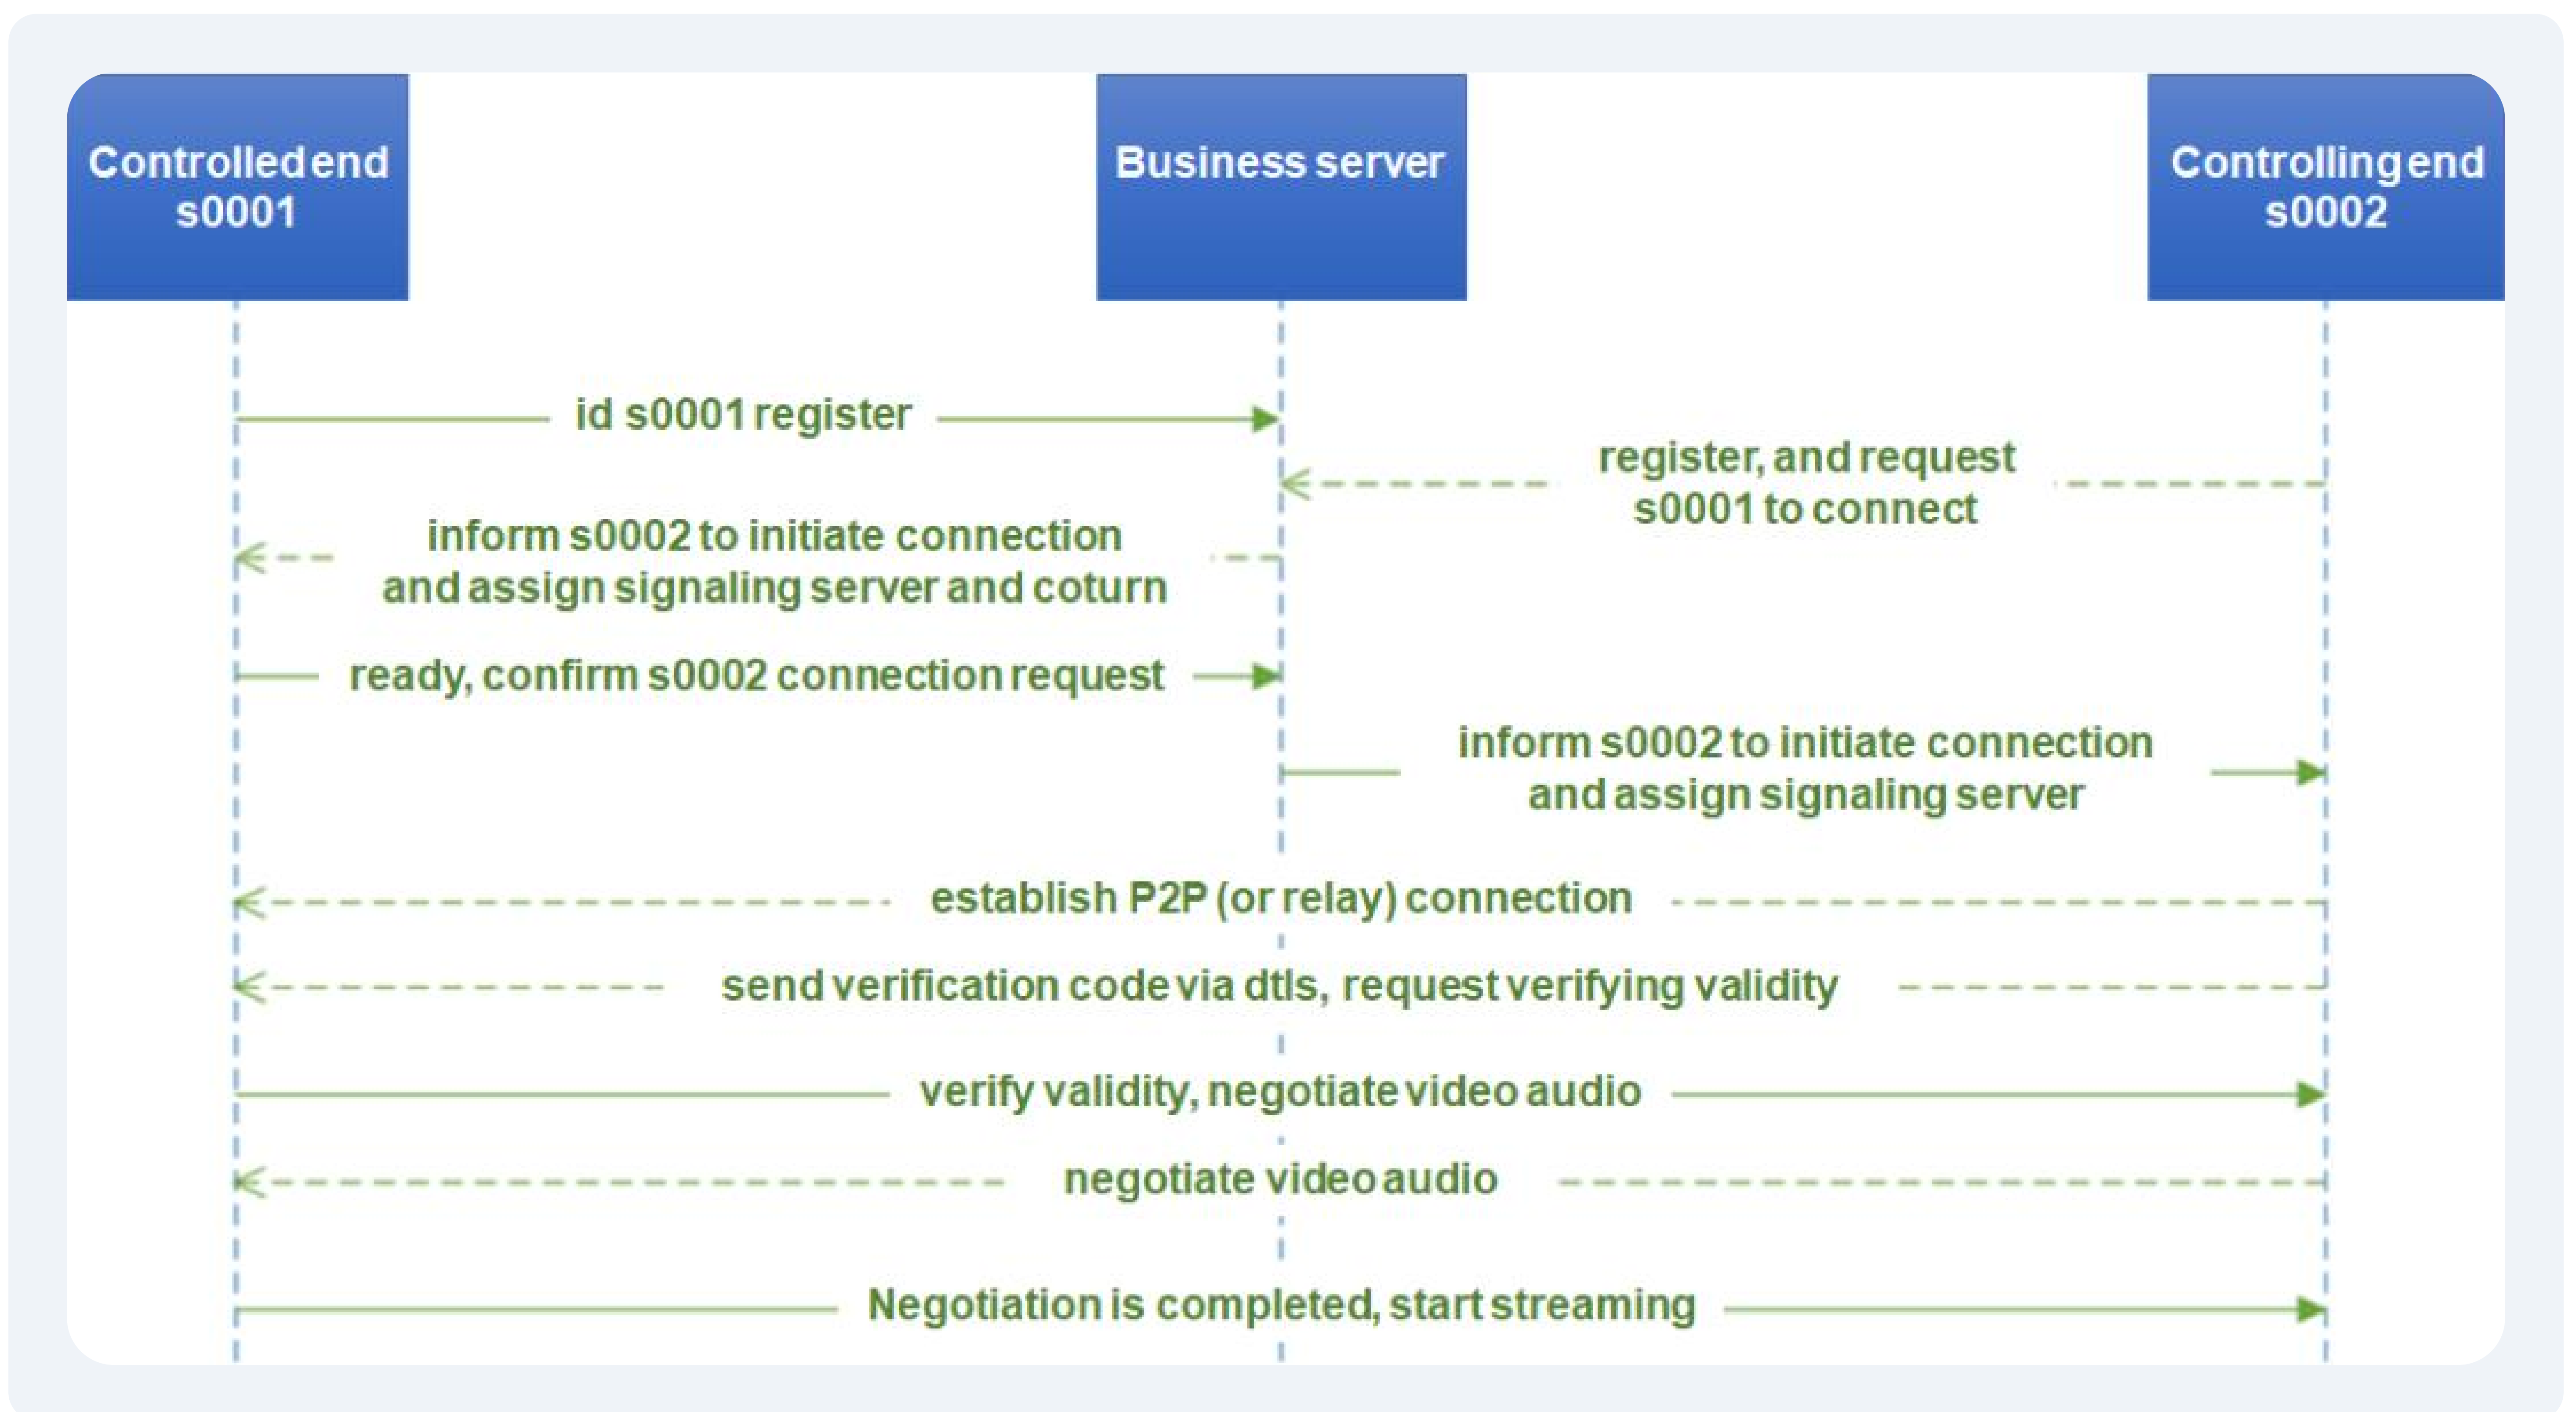 Controlled end
s0001
Business server
Controlling end
s0002
id s0001 register
register, and request
s0001 to connect
inform s0002 to initiate connection
and assign signaling server and coturn
ready, confirm s0002 connection request
inform s0002 to initiate connection
and assign signaling server
establish P2P (or relay) connection
send verification code via dtls, request verifying validity
verify validity, negotiate video audio
negotiate video audio
Negotiation is completed, start streaming